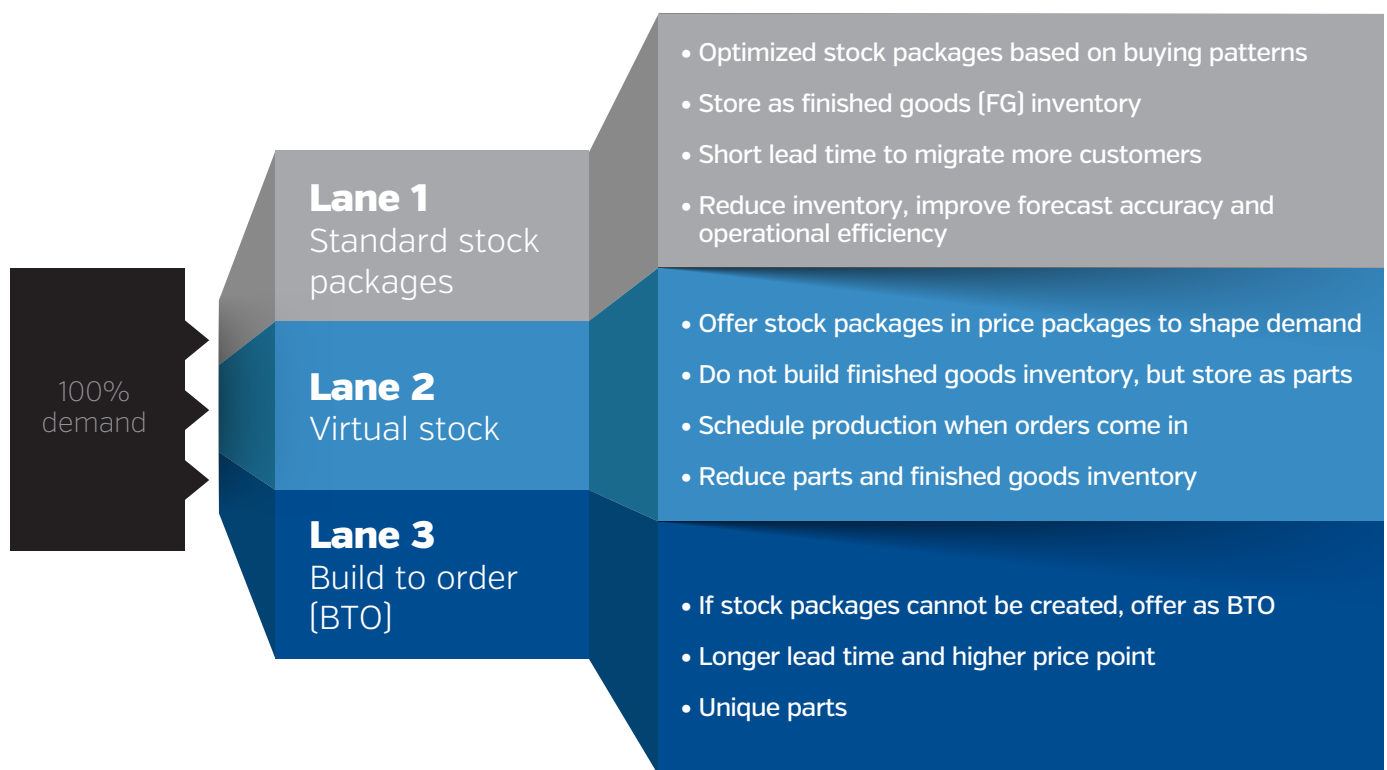 100%
demand
Lane 1
Standard stock
packages
• Optimized stock packages based on buying patterns
• Store as finished goods (FG) inventory
• Short lead time to migrate more customers
• Reduce inventory, improve forecast accuracy and
operational efficiency
Lane 2
Virtual stock
• Offer stock packages in price packages to shape demand
• Do not build finished goods inventory, but store as parts
• Schedule production when orders come in
• Reduce parts and finished goods inventory
Lane 3
Build to order
(BTO)
• If stock packages cannot be created, offer as BTO
• Longer lead time and higher price point
• Unique parts